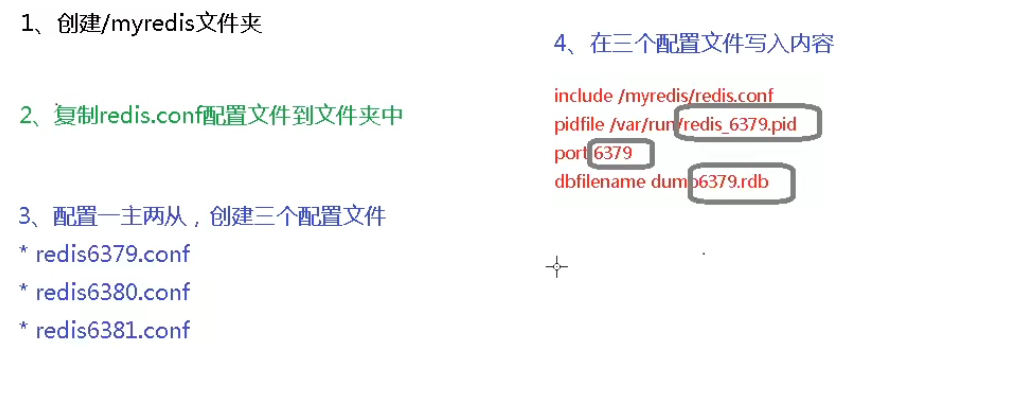 1、创建/myredis文件夹
2、复制redis.conf配置文件到文件夹中
3、配置一主两从，创建三个配置文件
* redis6379.conf
* redis6380.conf
* redis6381.conf
4、在三个配置文件写入内容
include /myredis/redis.conf
pidfile /var/run/redis_6379.pid
port 6379
dbfilename dump6379.rdb